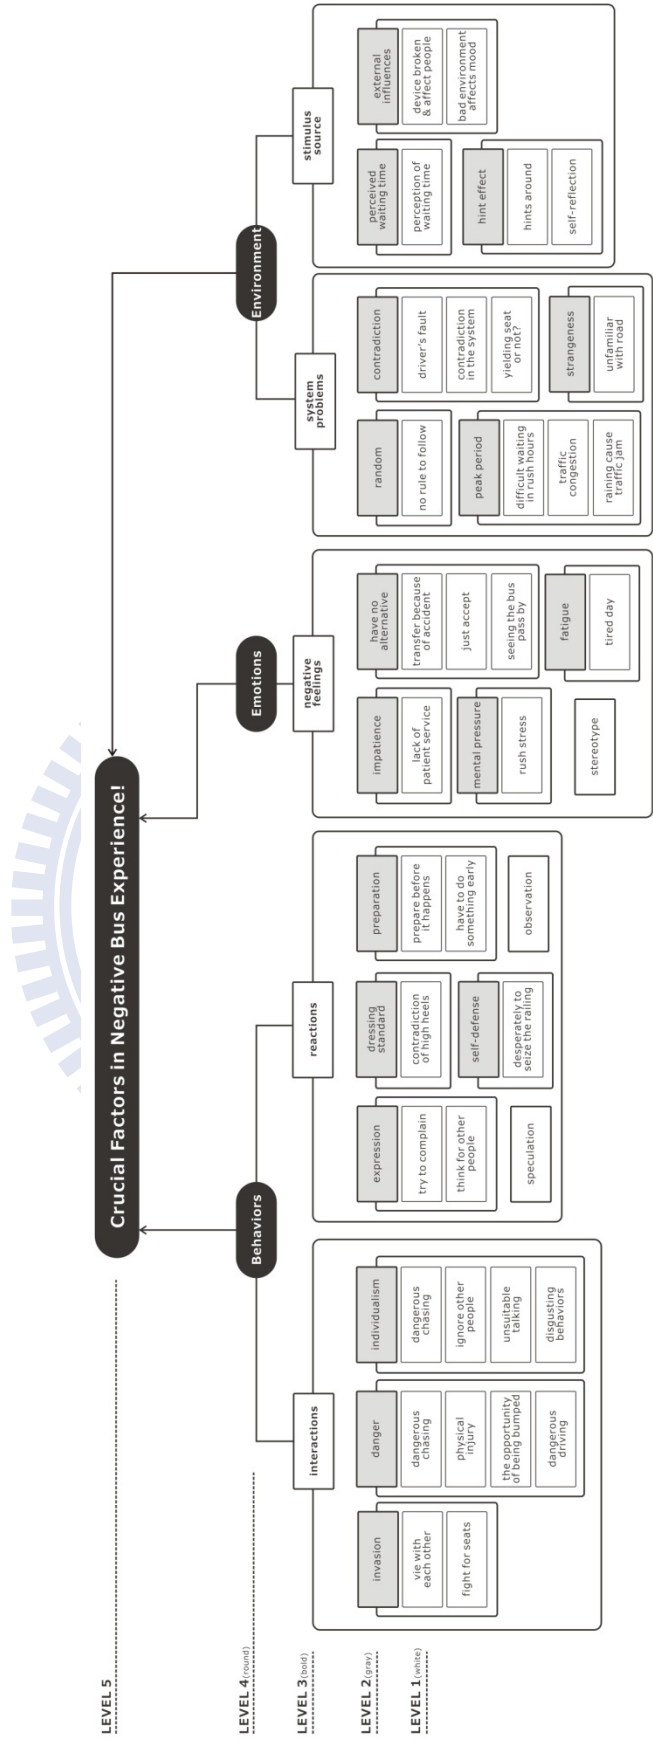 Crucial Factors in Negative Bus Experience!
LEVEL 5
LEVEL 4(round)
LEVEL 3(bold)
LEVEL 2(gray)
LEVEL 1(white)
Behaviors
interactions
invasion
vie with
each other
fight for seats
danger
dangerous
chasing
physical
injury
the opportunity
of being bumped
dangerous
driving
individualism
dangerous
chasing
ignore other
people
unsuitable
talking
disgusting
behaviors
reactions
expression
try to complain
think for other
people
speculation
dressing
standard
contradiction
of high heels
self-defense
desperately to
seize the railing
preparation
prepare before
it happens
have to do
something early
observation
Emotions
negative
feelings
impatience
lack of
patient service
mental pressure
rush stress
stereotype
have no
alternative
transfer because
of accident
just accept
seeing the bus
pass by
fatigue
tired day
Environment
system
problems
random
no rule to follow
peak period
difficult waiting
in rush hours
traffic
congestion
raining cause
traffic jam
contradiction
driver's fault
contradiction
in the system
yielding seat
or not?
strangeness
unfamiliar
with road
stimulus
source
perceived
waiting time
perception of
waiting time
hint effect
hints around
self-reflection
external
influences
device broken
& affect people
bad environment
affects mood